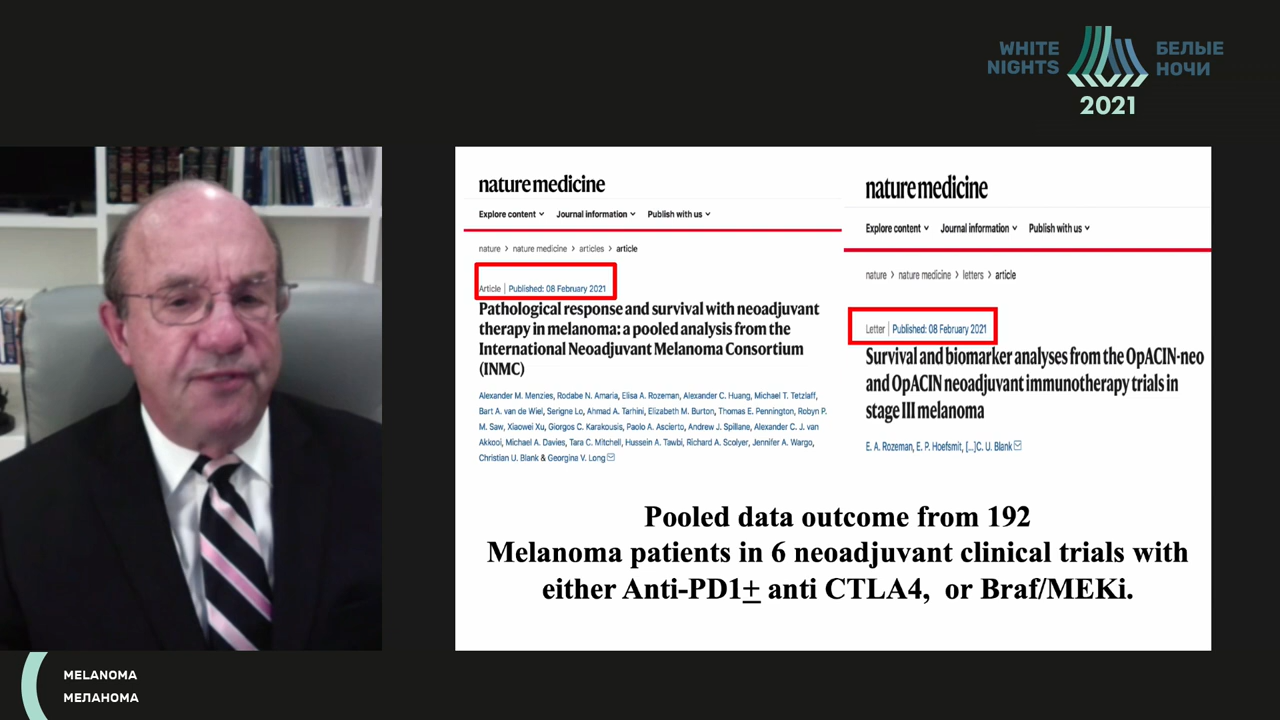 WHITE
NIGHTS
БЕЛЫЕ
НОЧИ
2021
nature medicine
Explore content Journal information Publish with us
nature > nature medicine > articles > article
Article | Published: 08 February 2021
Pathological response and survival with neoadjuvant
therapy in melanoma: a pooled analysis from the
International Neoadjuvant Melanoma Consortium
(INMC)
Alexander M. Menzies, Rodabe N. Amaria, Elisa A. Rozeman, Alexander C. Huang, Michael T. Tetzlaff,
Bart A. van de Wiel, Serigne Lo, Ahmad A. Tarhini, Elizabeth M. Burton, Thomas E. Pennington, Robyn P.
M. Saw, Xiaowei Xu, Giorgos C. Karakousis, Paolo A. Ascierto, Andrew J. Spillane, Alexander C. J. van
Akkooi, Michael A. Davies, Tara C. Mitchell, Hussein A. Tawbi, Richard A. Scolyer, Jennifer A. Wargo,
Christian U. Blank & Georgina V. Long
nature medicine
Explore content Journal information Publish with us
nature > nature medicine > letters > article
Letter | Published: 08 February 2021
Survival and biomarker analyses from the OpACIN-neo
and OpACIN neoadjuvant immunotherapy trials in
stage III melanoma
E. A. Rozeman, E. P. Hoefsmit, [...]C. U. Blank
Pooled data outcome from 192
Melanoma patients in 6 neoadjuvant clinical trials with
either Anti-PD1± anti CTLA4, or Braf/MEKi.
MELANOMA
МЕЛАНОМА